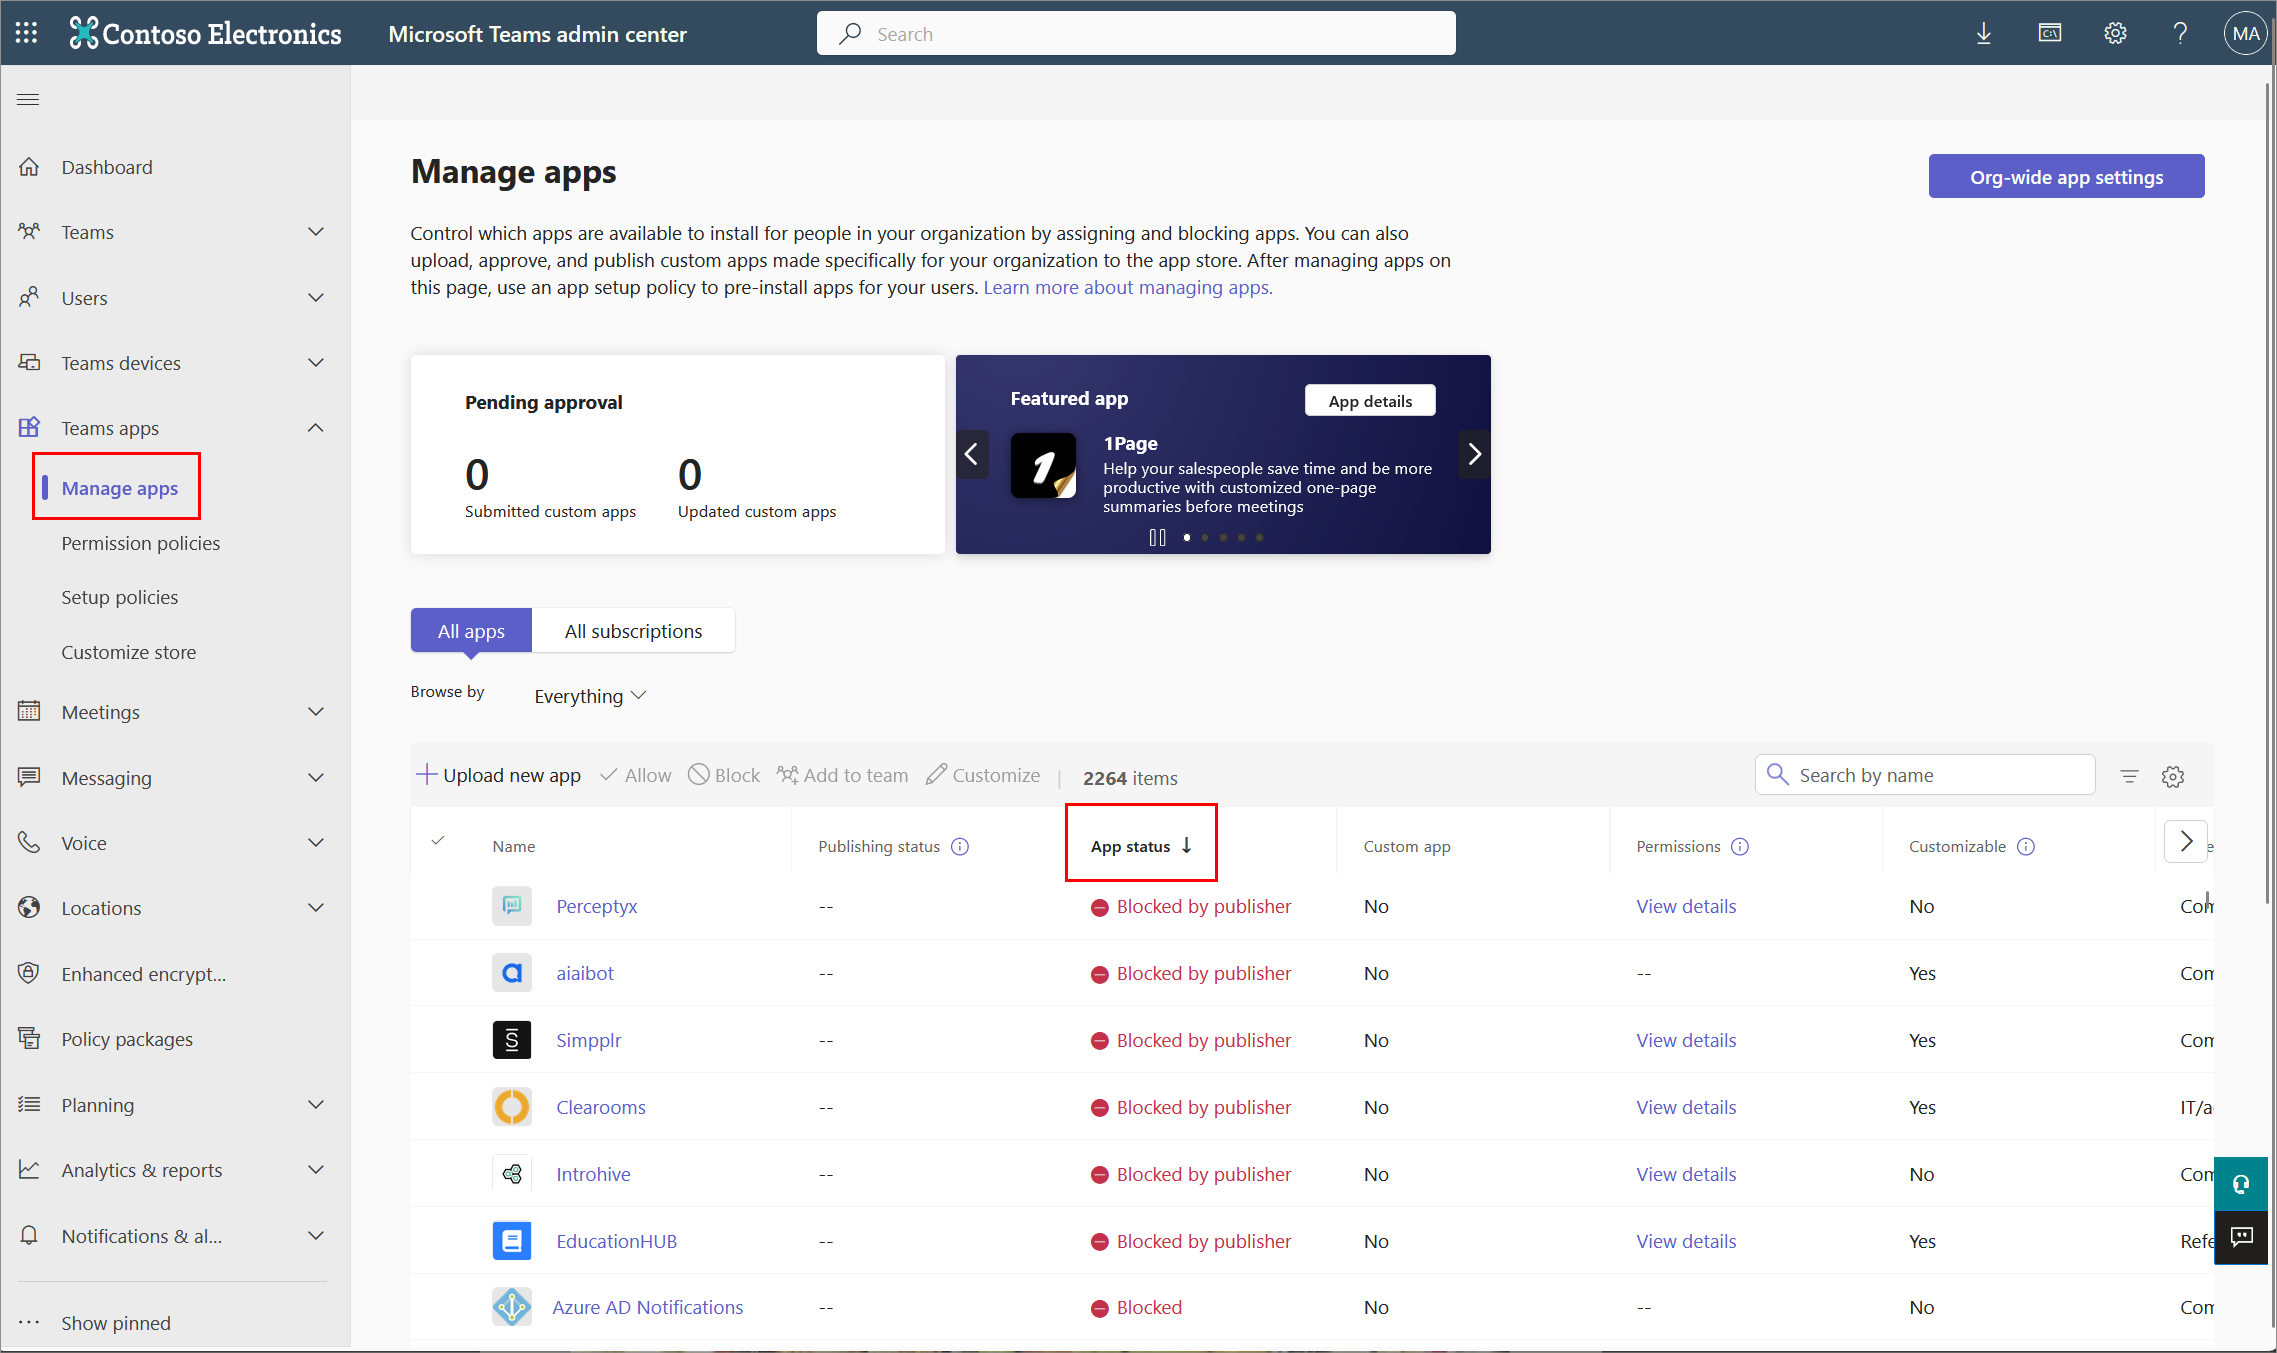 Contoso Electronics
Microsoft Teams admin center
Search
MA
Dashboard
Teams
Users
Teams devices
Teams apps
Manage apps
Permission policies
Setup policies
Customize store
Meetings
Messaging
Voice
Locations
Enhanced encrypt...
Policy packages
Planning
Analytics & reports
Notifications & al...
Show pinned
Manage apps
Org-wide app settings
Control which apps are available to install for people in your organization by assigning and blocking apps. You can also
upload, approve, and publish custom apps made specifically for your organization to the app store. After managing apps on
this page, use an app setup policy to pre-install apps for your users. Learn more about managing apps.
Pending approval
0 0
Submitted custom apps Updated custom apps
Featured app
App details
1Page
Help your salespeople save time and be more
productive with customized one-page
summaries before meetings
All apps All subscriptions
Browse by Everything
Upload new app Allow Block Add to team Customize | 2264 items Search by name
Name Publishing status App status ↓ Custom app Permissions Customizable
Perceptyx -- Blocked by publisher No View details No Com
aiaibot -- Blocked by publisher No -- Yes Com
Simpplr -- Blocked by publisher No View details Yes Com
Clearooms -- Blocked by publisher No View details Yes IT/a
Introhive -- Blocked by publisher No View details No Com
EducationHUB -- Blocked by publisher No View details Yes Refe
Azure AD Notifications -- Blocked No -- No Com